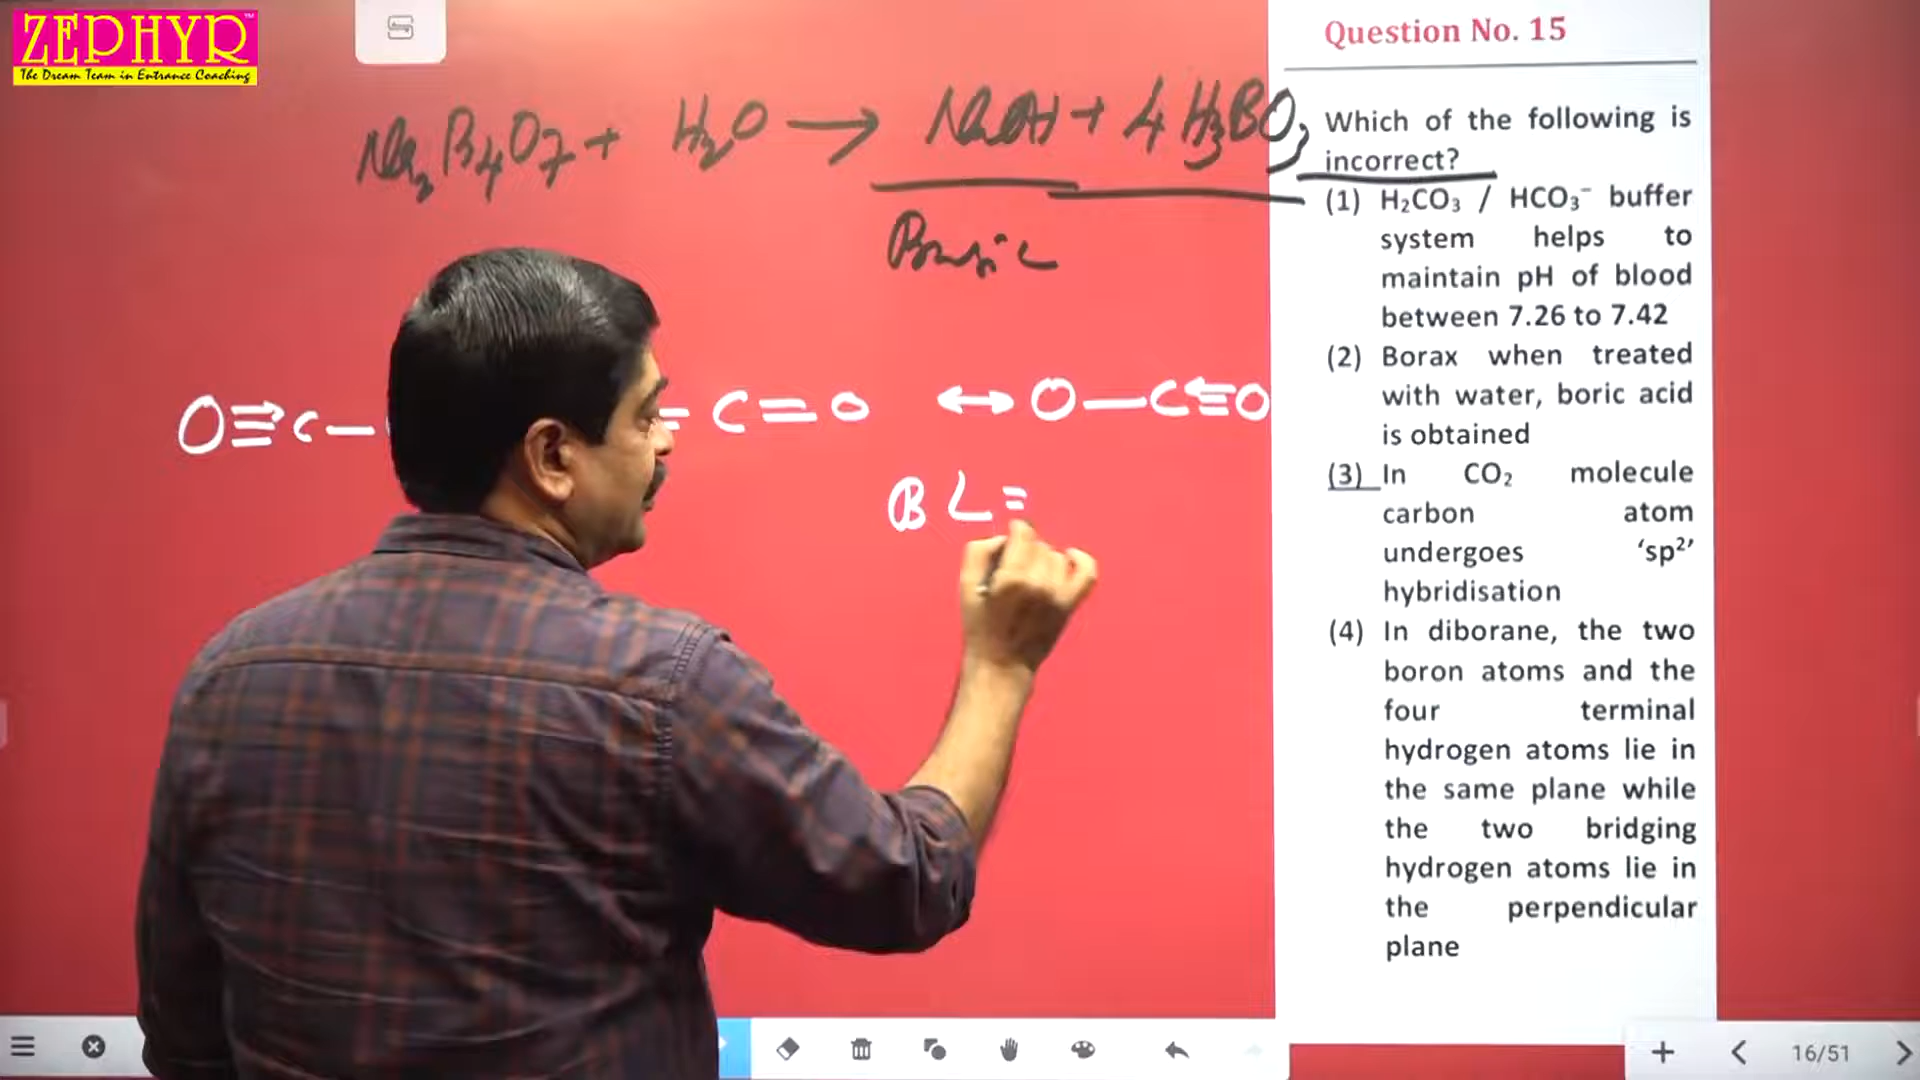 ZEPHYR™
The Dream Team in Entrance Coaching
Na₂B₄O₇ + H₂O → NaOH + 4H₃BO₃
Basic
O≡C–
=C=O ↔ O–C≡O
BL =
Question No. 15
Which of the following is
incorrect?
(1) H₂CO₃ / HCO₃⁻ buffer
system helps to
maintain pH of blood
between 7.26 to 7.42
(2) Borax when treated
with water, boric acid
is obtained
(3) In CO₂ molecule
carbon atom
undergoes ‘sp²’
hybridisation
(4) In diborane, the two
boron atoms and the
four terminal
hydrogen atoms lie in
the same plane while
the two bridging
hydrogen atoms lie in
the perpendicular
plane
16/51